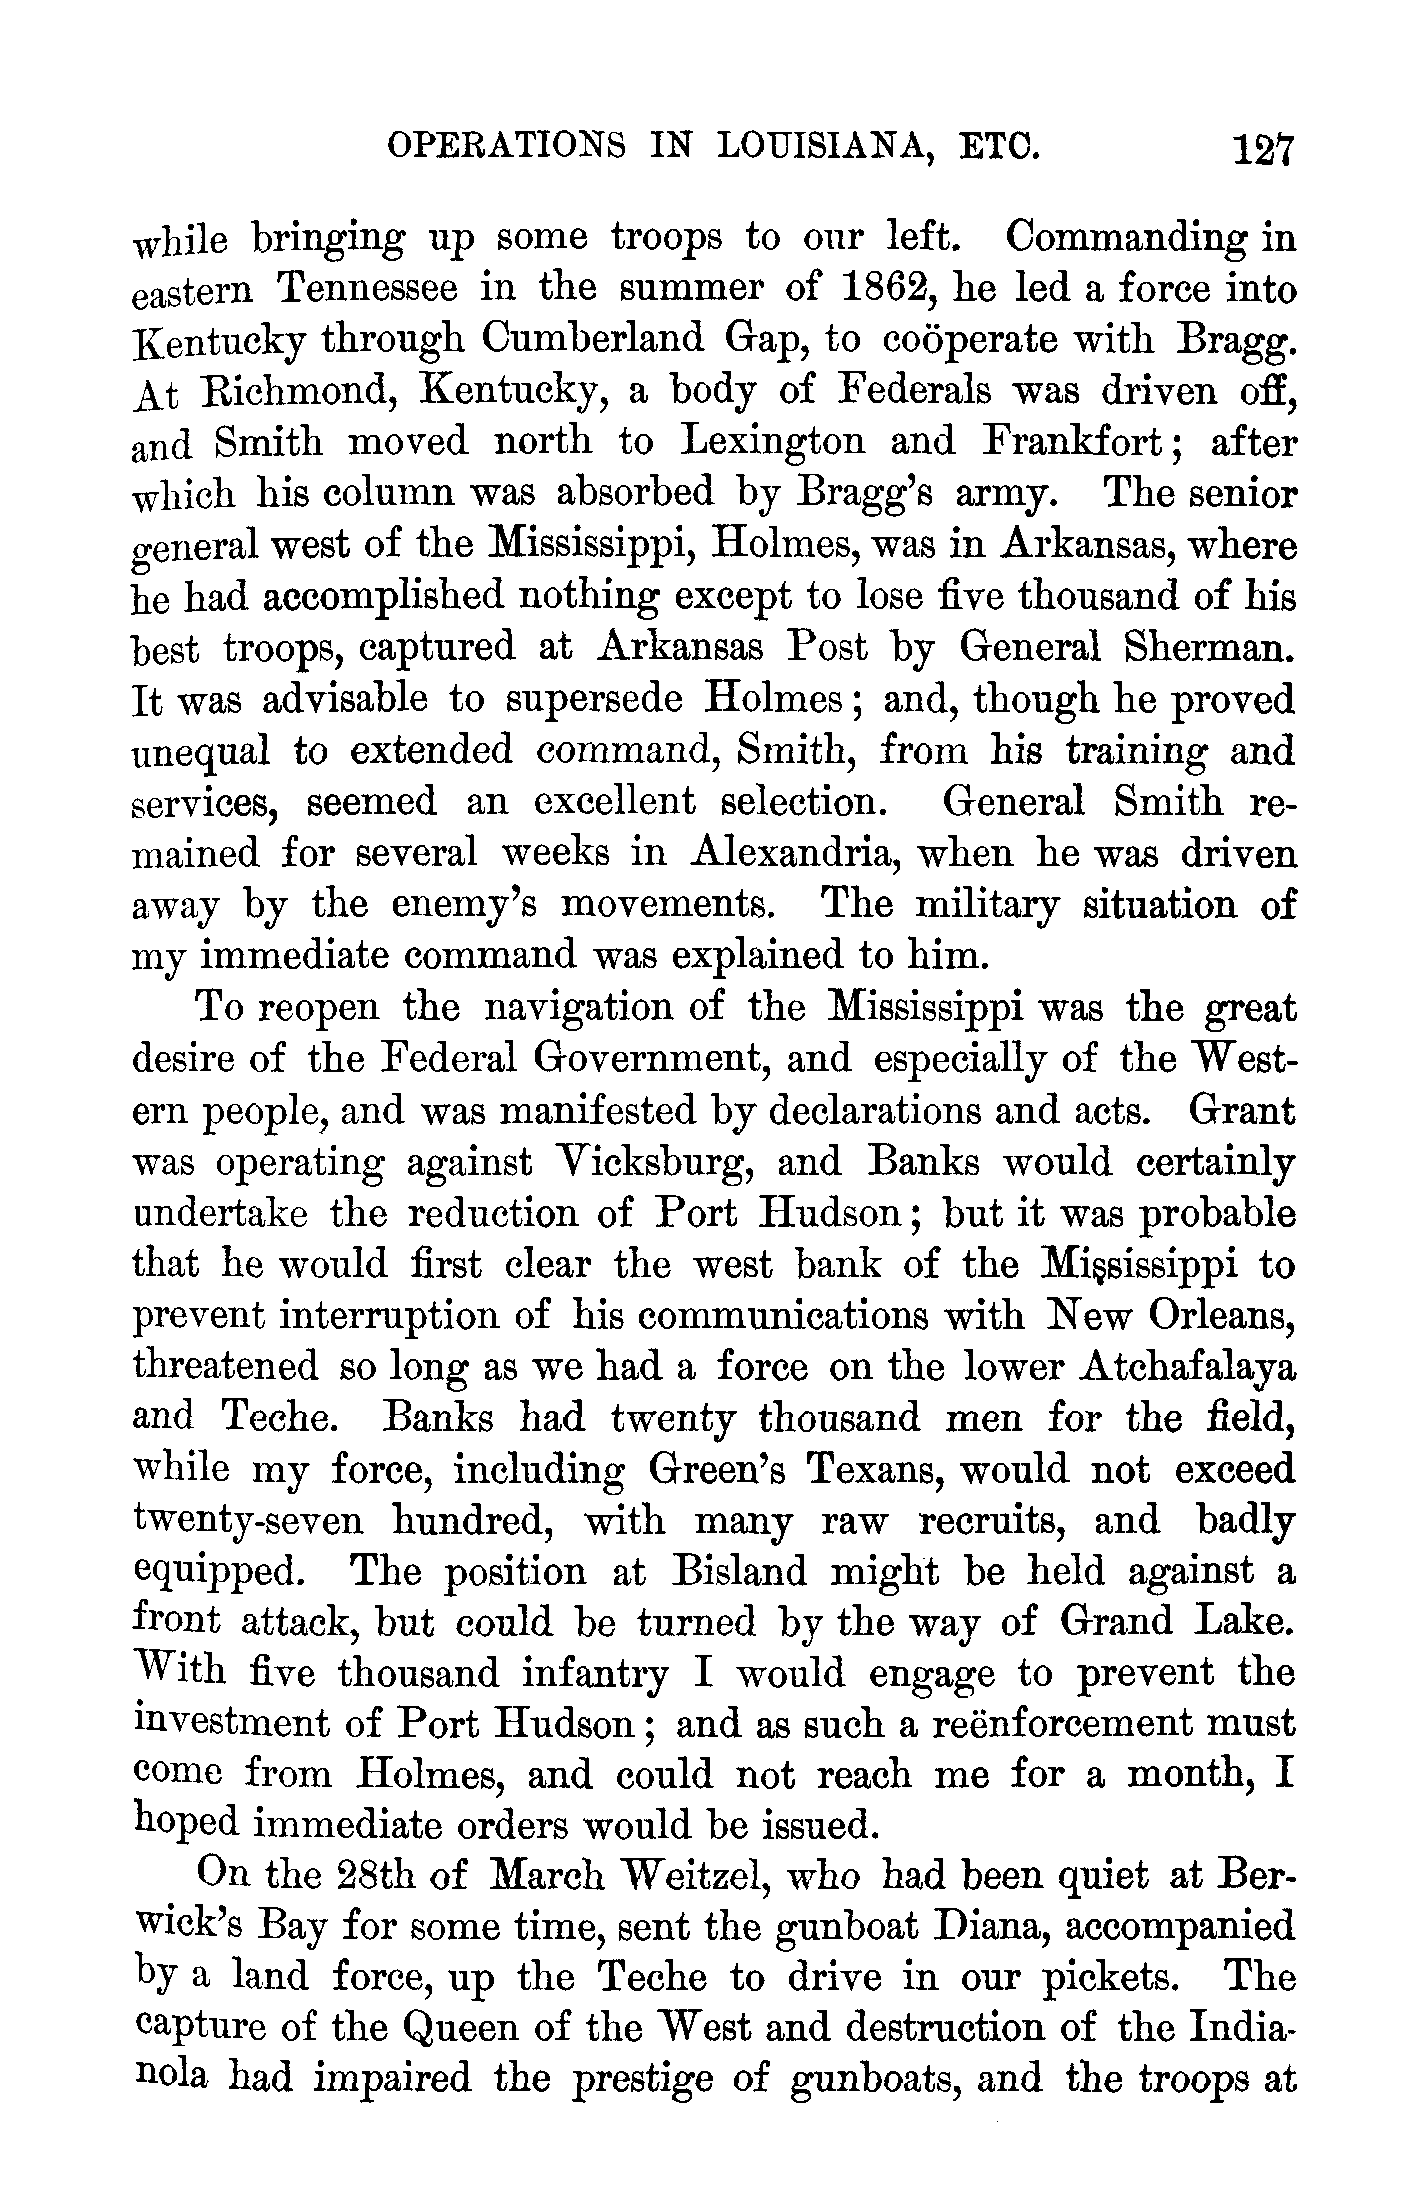 OPERATIONS IN LOUISIANA, ETC. 127
while bringing up some troops to our left. Commanding in
eastern Tennessee in the summer of 1862, he led a force into
Kentucky through Cumberland Gap, to coöperate with Bragg.
At Richmond, Kentucky, a body of Federals was driven off,
and Smith moved north to Lexington and Frankfort; after
which his column was absorbed by Bragg's army. The senior
general west of the Mississippi, Holmes, was in Arkansas, where
he had accomplished nothing except to lose five thousand of his
best troops, captured at Arkansas Post by General Sherman.
It was advisable to supersede Holmes; and, though he proved
unequal to extended command, Smith, from his training and
services, seemed an excellent selection. General Smith re-
mained for several weeks in Alexandria, when he was driven
away by the enemy's movements. The military situation of
my immediate command was explained to him.
To reopen the navigation of the Mississippi was the great
desire of the Federal Government, and especially of the West-
ern people, and was manifested by declarations and acts. Grant
was operating against Vicksburg, and Banks would certainly
undertake the reduction of Port Hudson; but it was probable
that he would first clear the west bank of the Mississippi to
prevent interruption of his communications with New Orleans,
threatened so long as we had a force on the lower Atchafalaya
and Teche. Banks had twenty thousand men for the field,
while my force, including Green's Texans, would not exceed
twenty-seven hundred, with many raw recruits, and badly
equipped. The position at Bisland might be held against a
front attack, but could be turned by the way of Grand Lake.
With five thousand infantry I would engage to prevent the
investment of Port Hudson; and as such a reënforcement must
come from Holmes, and could not reach me for a month, I
hoped immediate orders would be issued.
On the 28th of March Weitzel, who had been quiet at Ber-
wick's Bay for some time, sent the gunboat Diana, accompanied
by a land force, up the Teche to drive in our pickets. The
capture of the Queen of the West and destruction of the India-
nola had impaired the prestige of gunboats, and the troops at